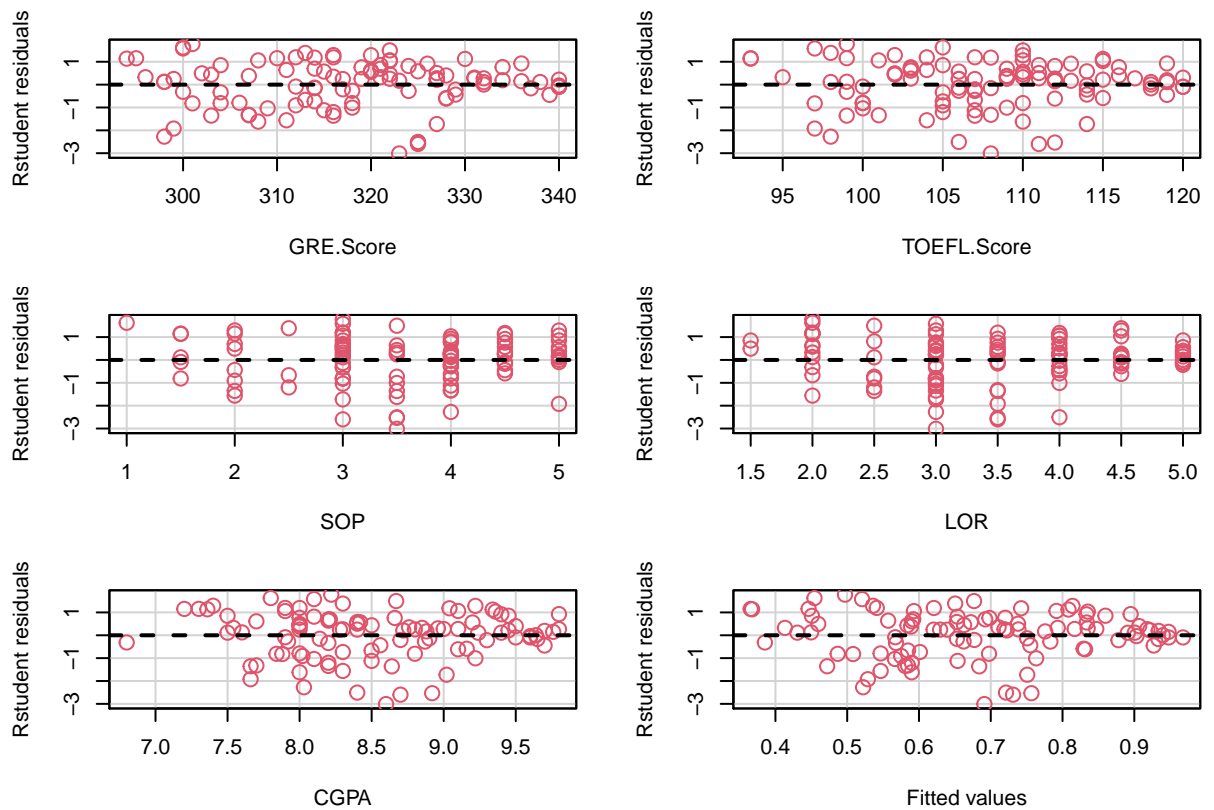 Rstudent residuals
1
−1
−3
300 310 320 330 340
GRE.Score
Rstudent residuals
1
−1
−3
95 100 105 110 115 120
TOEFL.Score
Rstudent residuals
1
−1
−3
1 2 3 4 5
SOP
Rstudent residuals
1
−1
−3
1.5 2.0 2.5 3.0 3.5 4.0 4.5 5.0
LOR
Rstudent residuals
1
−1
−3
7.0 7.5 8.0 8.5 9.0 9.5
CGPA
Rstudent residuals
1
−1
−3
0.4 0.5 0.6 0.7 0.8 0.9
Fitted values